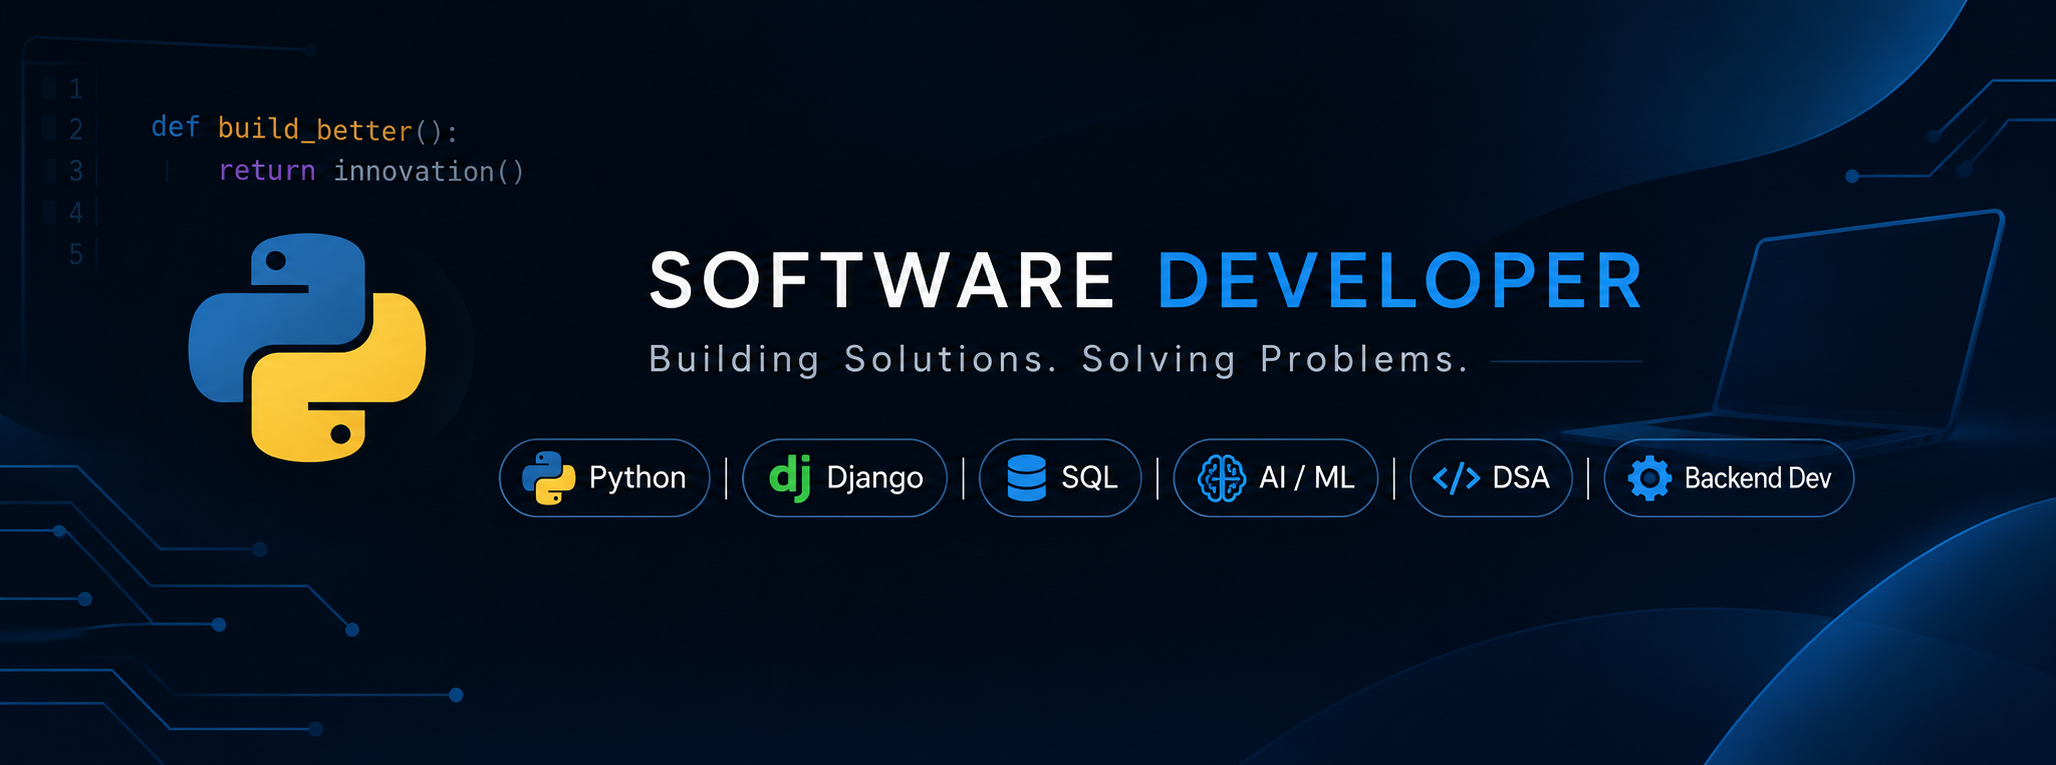 1
2 def build_better():
3 return innovation()
4
5
SOFTWARE DEVELOPER
Building Solutions. Solving Problems.
Python | dj Django | SQL | AI / ML | </> DSA | Backend Dev